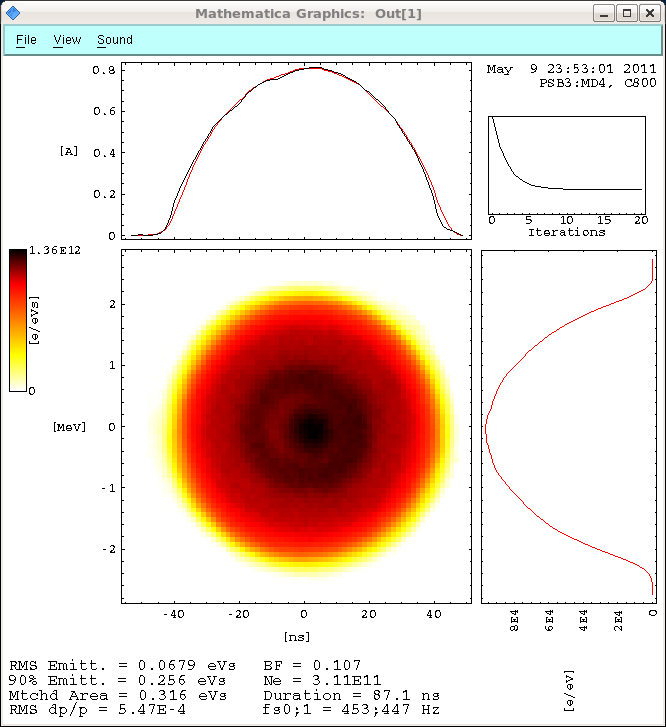 Mathematica Graphics: Out[1]
File View Sound
May 9 23:53:01 2011
PSB3:MD4, C800
0.8
0.6
[A]
0.4
0.2
0
0 5 10 15 20
Iterations
1.36E12
[e/eVs]
0
2
1
[MeV]
0
-1
-2
-40 -20 0 20 40
[ns]
8E4 6E4 4E4 2E4 0
[e/eV]
RMS Emitt. = 0.0679 eVs BF = 0.107
90% Emitt. = 0.256 eVs Ne = 3.11E11
Mtchd Area = 0.316 eVs Duration = 87.1 ns
RMS dp/p = 5.47E-4 fs0;1 = 453;447 Hz